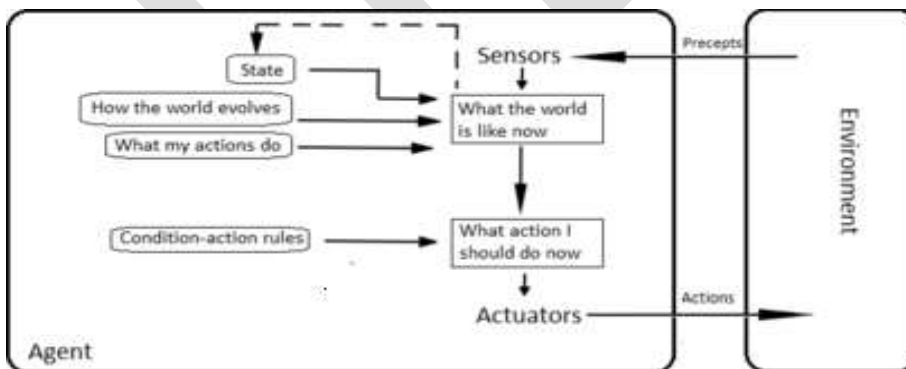 Precepts
Sensors
State
How the world evolves
What the world
is like now
What my actions do
Environment
Condition-action rules
What action I
should do now
Actions
Actuators
Agent